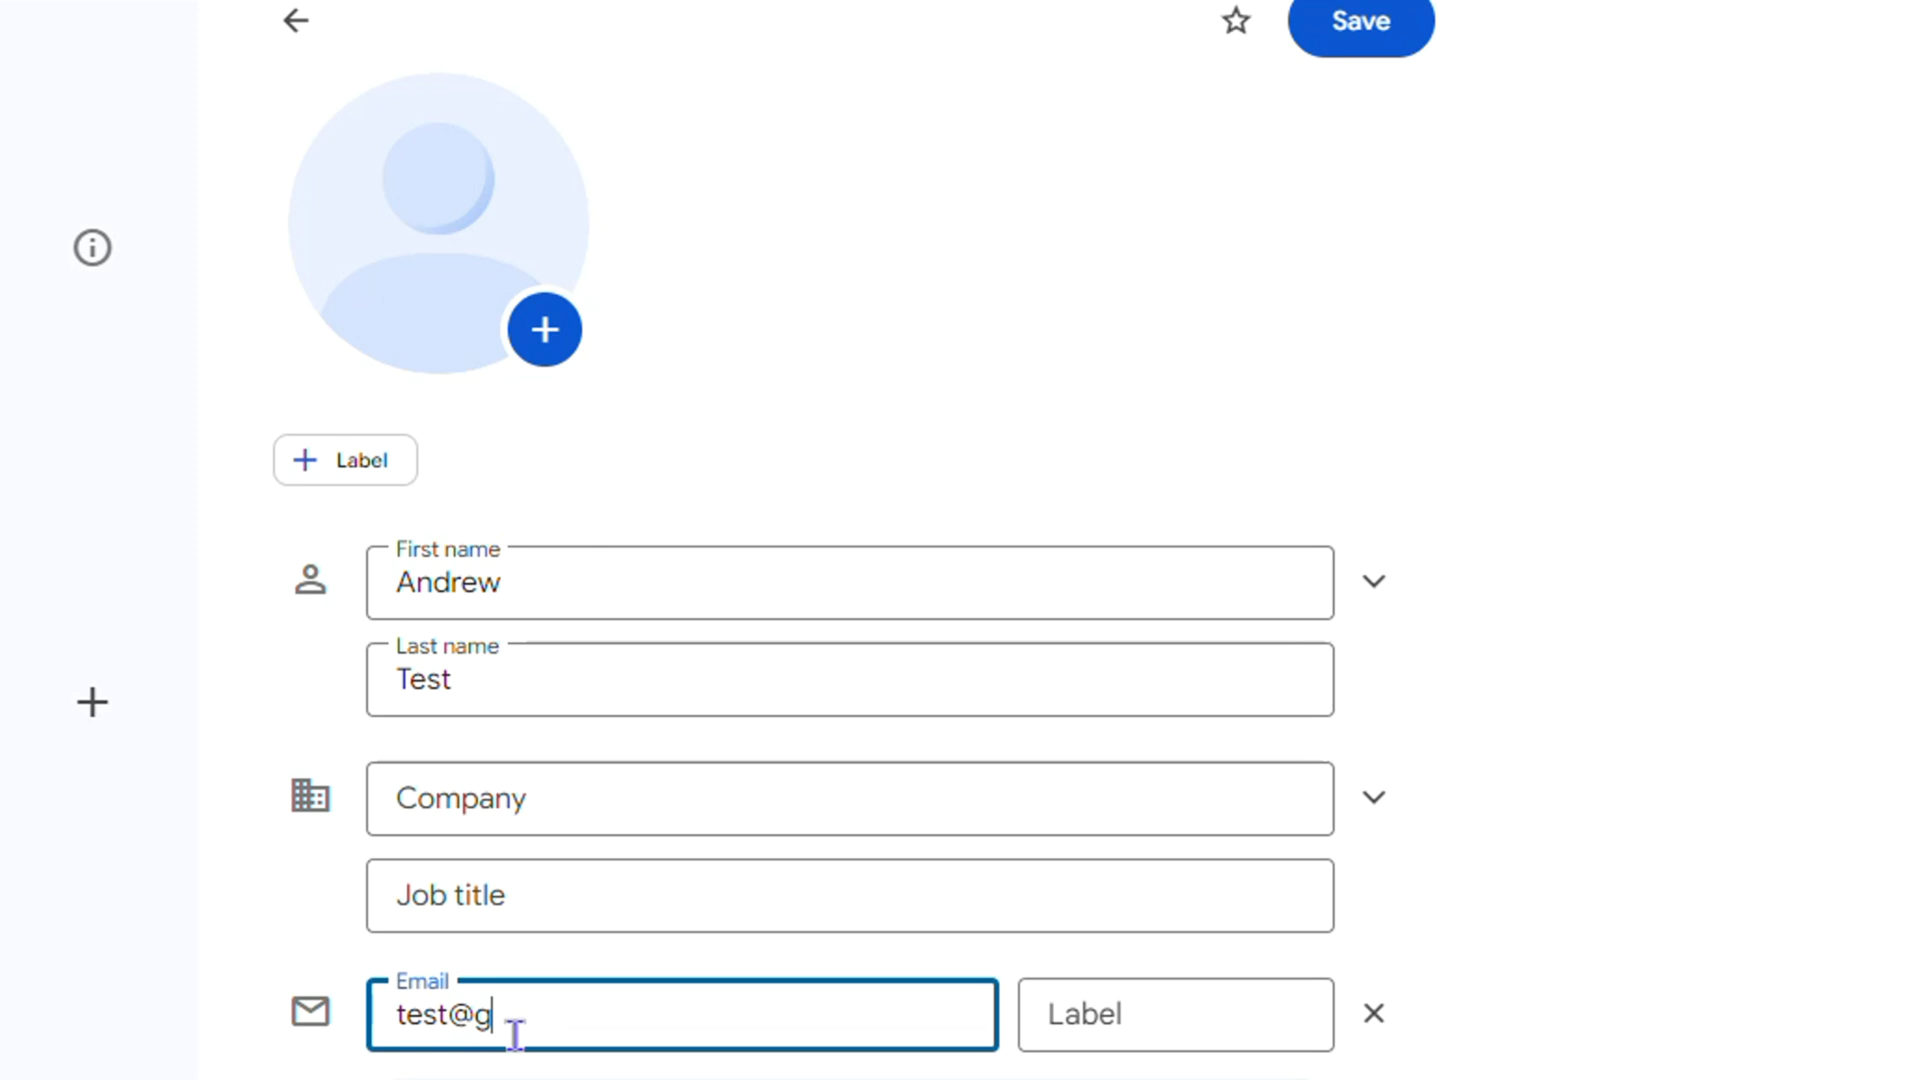 Save
Label
First name
Andrew
Last name
Test
Company
Job title
Email
test@g
Label